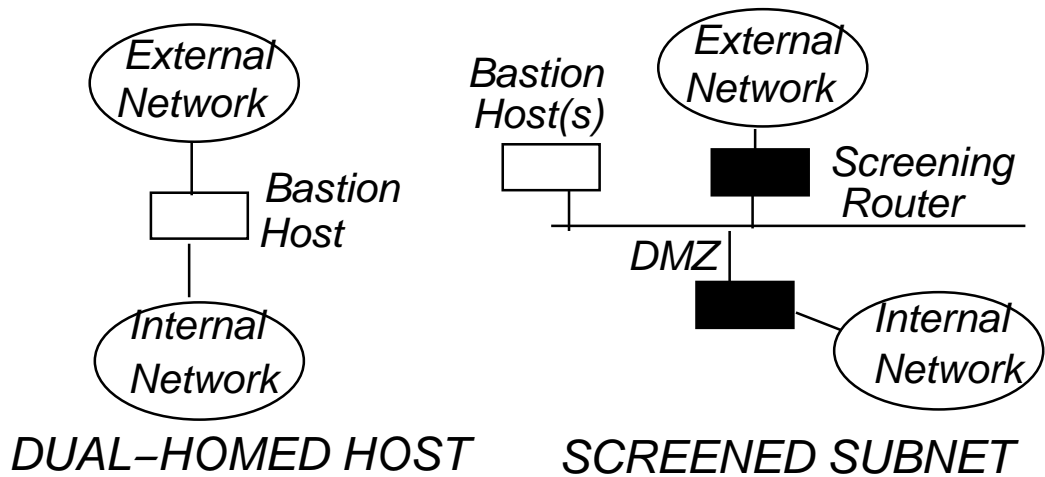 External
Network
Bastion
Host
Internal
Network
DUAL–HOMED HOST
External
Network
Bastion
Host(s)
Screening
Router
DMZ
Internal
Network
SCREENED SUBNET